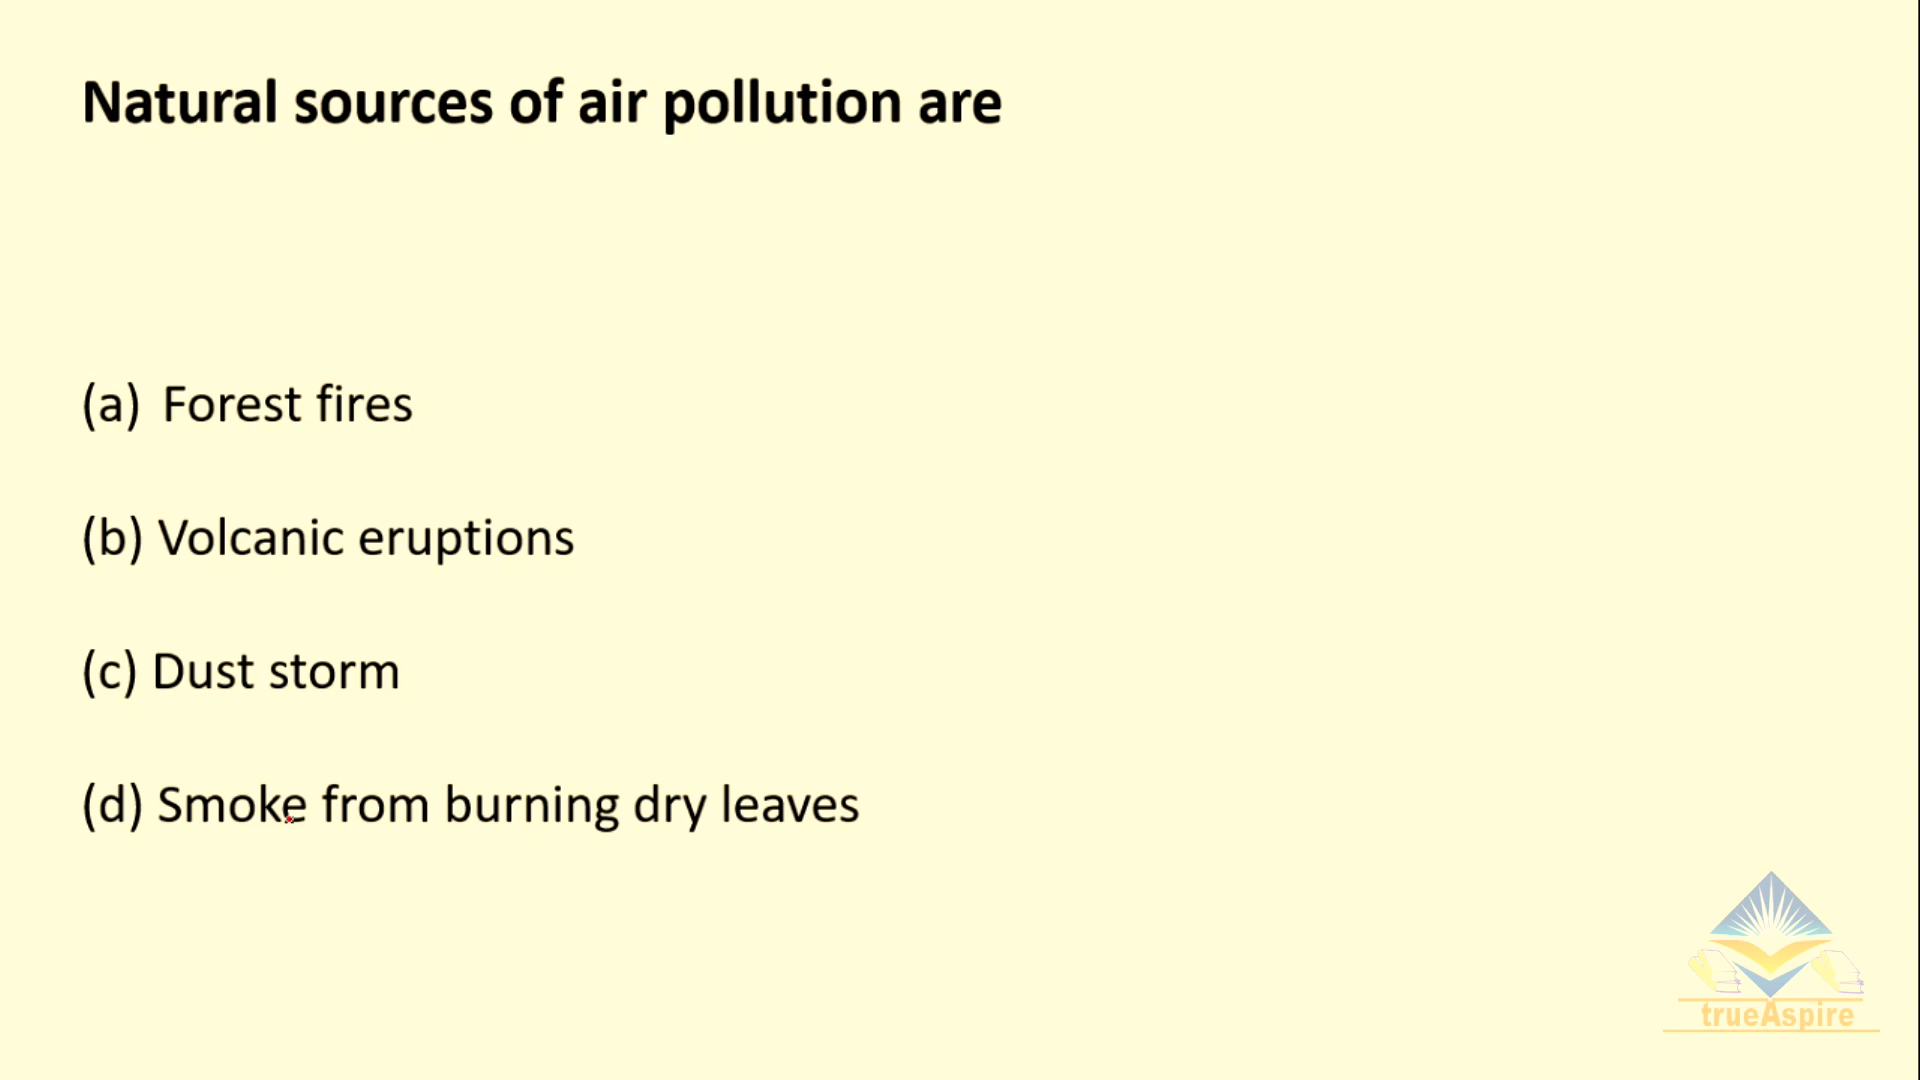 Natural sources of air pollution are
(a) Forest fires
(b) Volcanic eruptions
(c) Dust storm
(d) Smoke from burning dry leaves
trueAspire